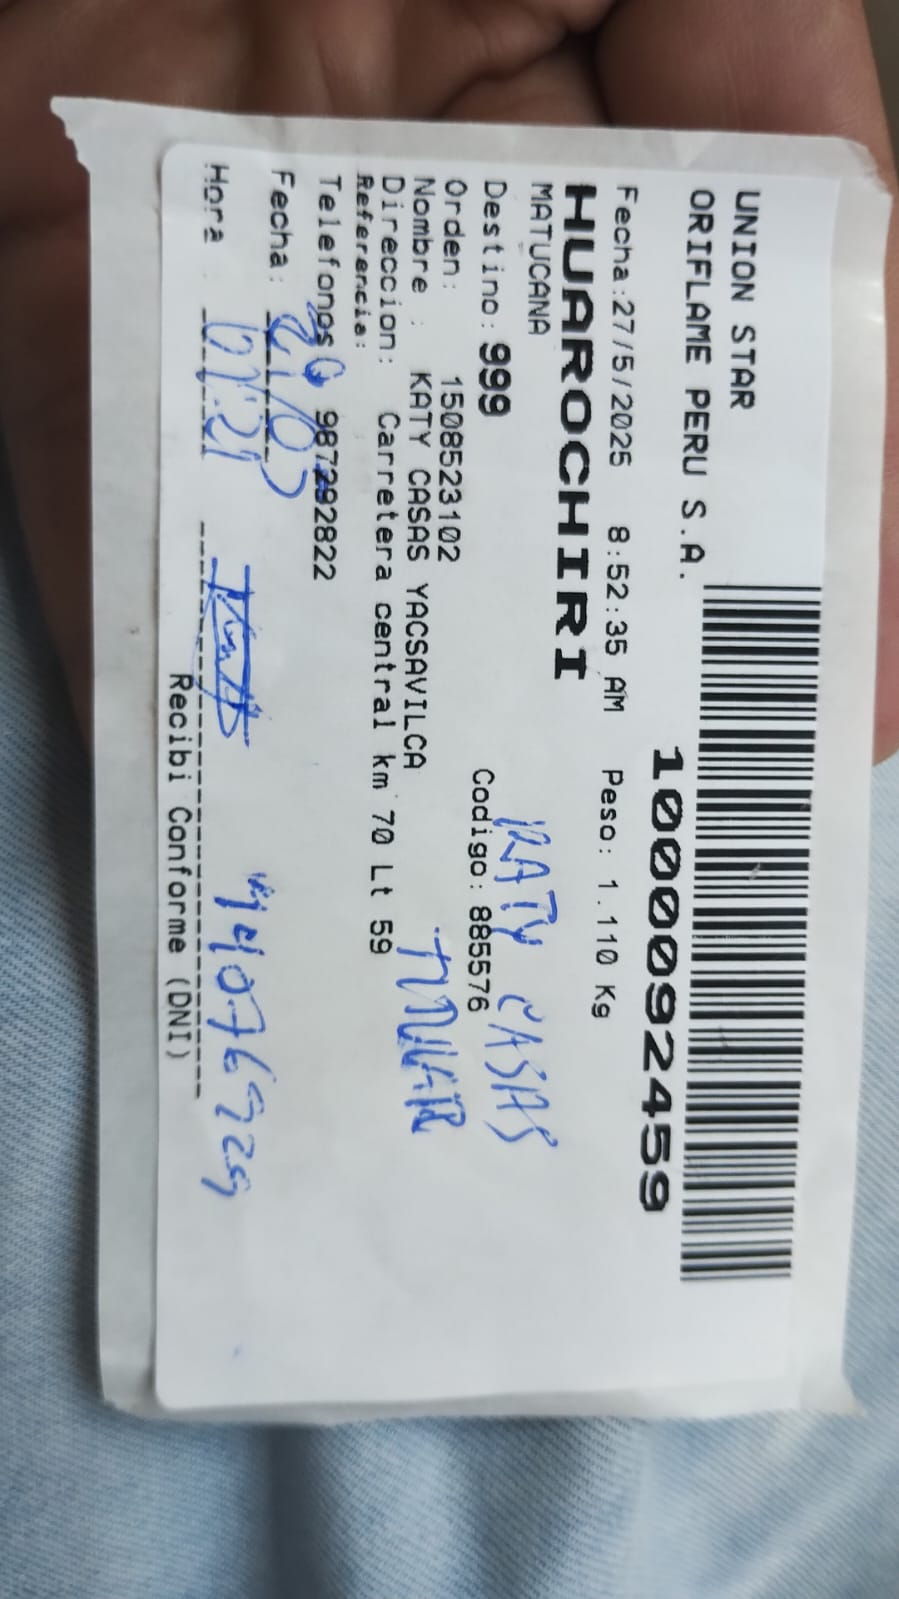 UNION STAR
ORIFLAME PERU S.A.
1000092459
Fecha:27/5/2025 8:52:35 AM Peso: 1.110 Kg
HUAROCHIRI
MATUCANA
KATY CASAS
Destino: 999 Codigo: 885576
Orden: 1508523102
Nombre : KATY CASAS YACSAVILCA
Direccion: Carretera central km 70 Lt 59
Referencia:
Telefonos 987292822
Fecha:
Hora :
Recibi Conforme (DNI)